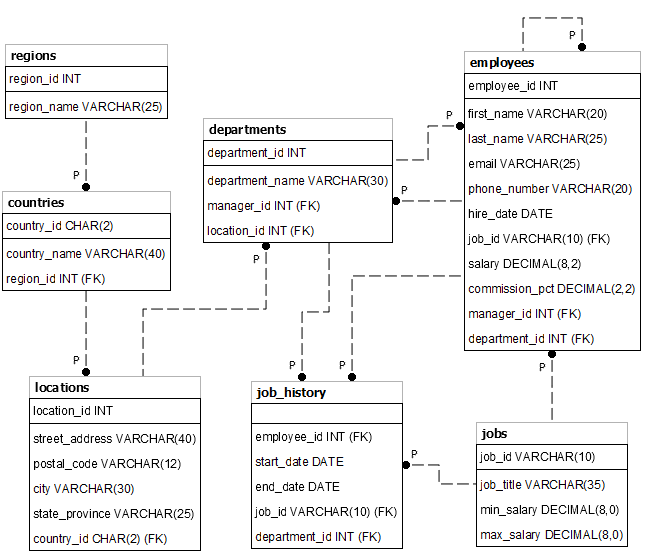 regions
region_id INT
region_name VARCHAR(25)
P
countries
country_id CHAR(2)
country_name VARCHAR(40)
region_id INT (FK)
P
locations
location_id INT
street_address VARCHAR(40)
postal_code VARCHAR(12)
city VARCHAR(30)
state_province VARCHAR(25)
country_id CHAR(2) (FK)
departments
department_id INT
department_name VARCHAR(30)
manager_id INT (FK)
location_id INT (FK)
P
P
P
P
P
job_history
employee_id INT (FK)
start_date DATE
end_date DATE
job_id VARCHAR(10) (FK)
department_id INT (FK)
P
P
employees
employee_id INT
first_name VARCHAR(20)
last_name VARCHAR(25)
email VARCHAR(25)
phone_number VARCHAR(20)
hire_date DATE
job_id VARCHAR(10) (FK)
salary DECIMAL(8,2)
commission_pct DECIMAL(2,2)
manager_id INT (FK)
department_id INT (FK)
P
jobs
job_id VARCHAR(10)
job_title VARCHAR(35)
min_salary DECIMAL(8,0)
max_salary DECIMAL(8,0)